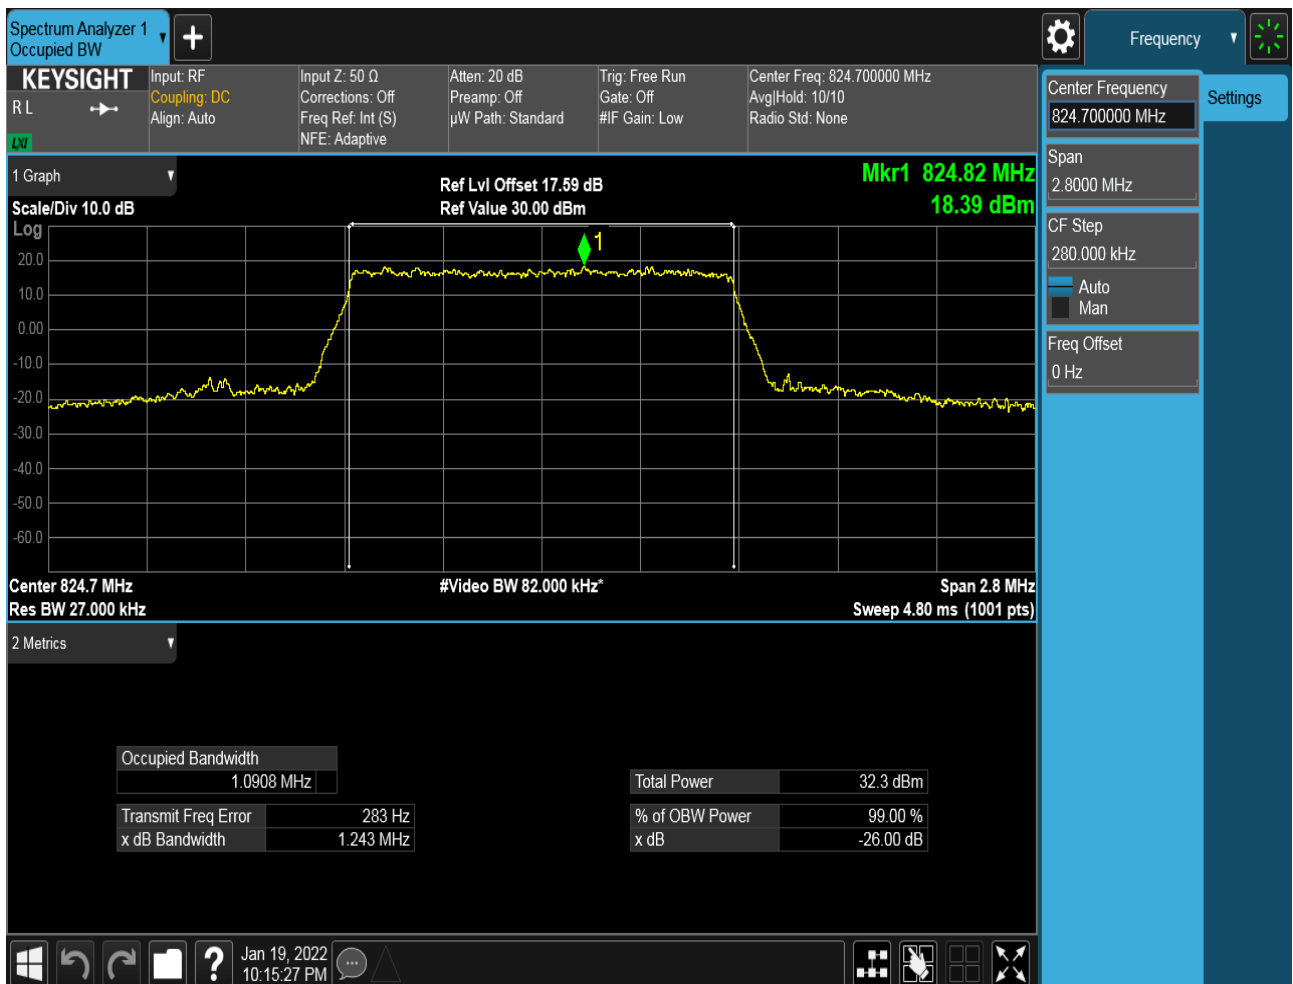 Spectrum Analyzer 1
Occupied BW
Frequency
KEYSIGHT
R L
LXI
Input: RF
Coupling: DC
Align: Auto
Input Z: 50 Ω
Corrections: Off
Freq Ref: Int (S)
NFE: Adaptive
Atten: 20 dB
Preamp: Off
µW Path: Standard
Trig: Free Run
Gate: Off
#IF Gain: Low
Center Freq: 824.700000 MHz
Avg|Hold: 10/10
Radio Std: None
Center Frequency
824.700000 MHz
Settings
Span
2.8000 MHz
CF Step
280.000 kHz
Auto
Man
Freq Offset
0 Hz
1 Graph
Scale/Div 10.0 dB
Ref Lvl Offset 17.59 dB
Ref Value 30.00 dBm
Mkr1 824.82 MHz
18.39 dBm
Log
1
20.0
10.0
0.00
-10.0
-20.0
-30.0
-40.0
-50.0
-60.0
Center 824.7 MHz
Res BW 27.000 kHz
#Video BW 82.000 kHz*
Span 2.8 MHz
Sweep 4.80 ms (1001 pts)
2 Metrics
Occupied Bandwidth
1.0908 MHz
Transmit Freq Error 283 Hz
x dB Bandwidth 1.243 MHz
Total Power 32.3 dBm
% of OBW Power 99.00 %
x dB -26.00 dB
?
Jan 19, 2022
10:15:27 PM